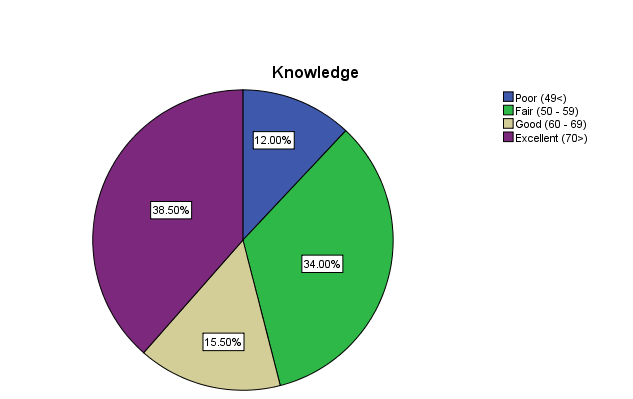 Knowledge
Poor (49<)
Fair (50 - 59)
Good (60 - 69)
Excellent (70>)
12.00%
38.50%
34.00%
15.50%